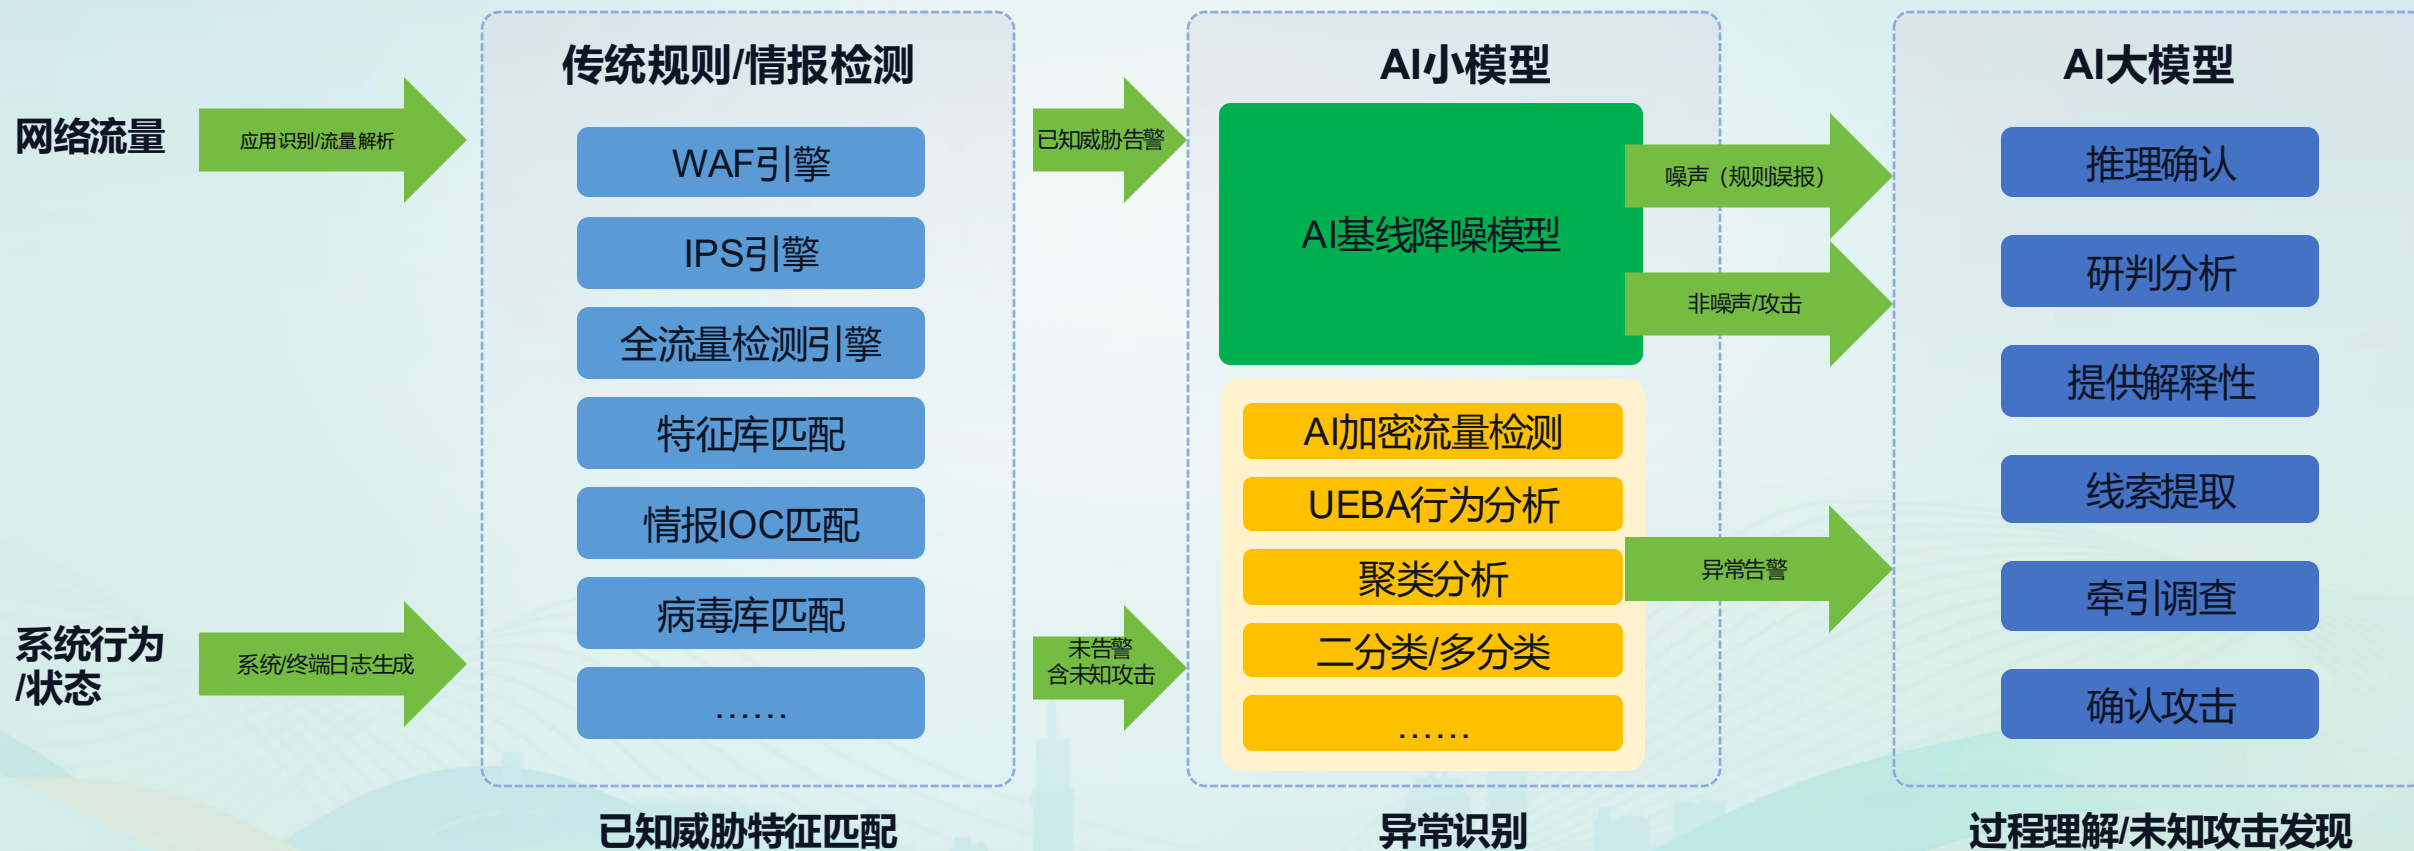 传统规则/情报检测
AI小模型
AI大模型
网络流量
应用识别/流量解析
系统行为
/状态
系统/终端日志生成
WAF引擎
IPS引擎
全流量检测引擎
特征库匹配
情报IOC匹配
病毒库匹配
......
已知威胁特征匹配
已知威胁告警
未告警
含未知攻击
AI基线降噪模型
AI加密流量检测
UEBA行为分析
聚类分析
二分类/多分类
......
异常识别
噪声（规则误报）
非噪声/攻击
异常告警
推理确认
研判分析
提供解释性
线索提取
牵引调查
确认攻击
过程理解/未知攻击发现